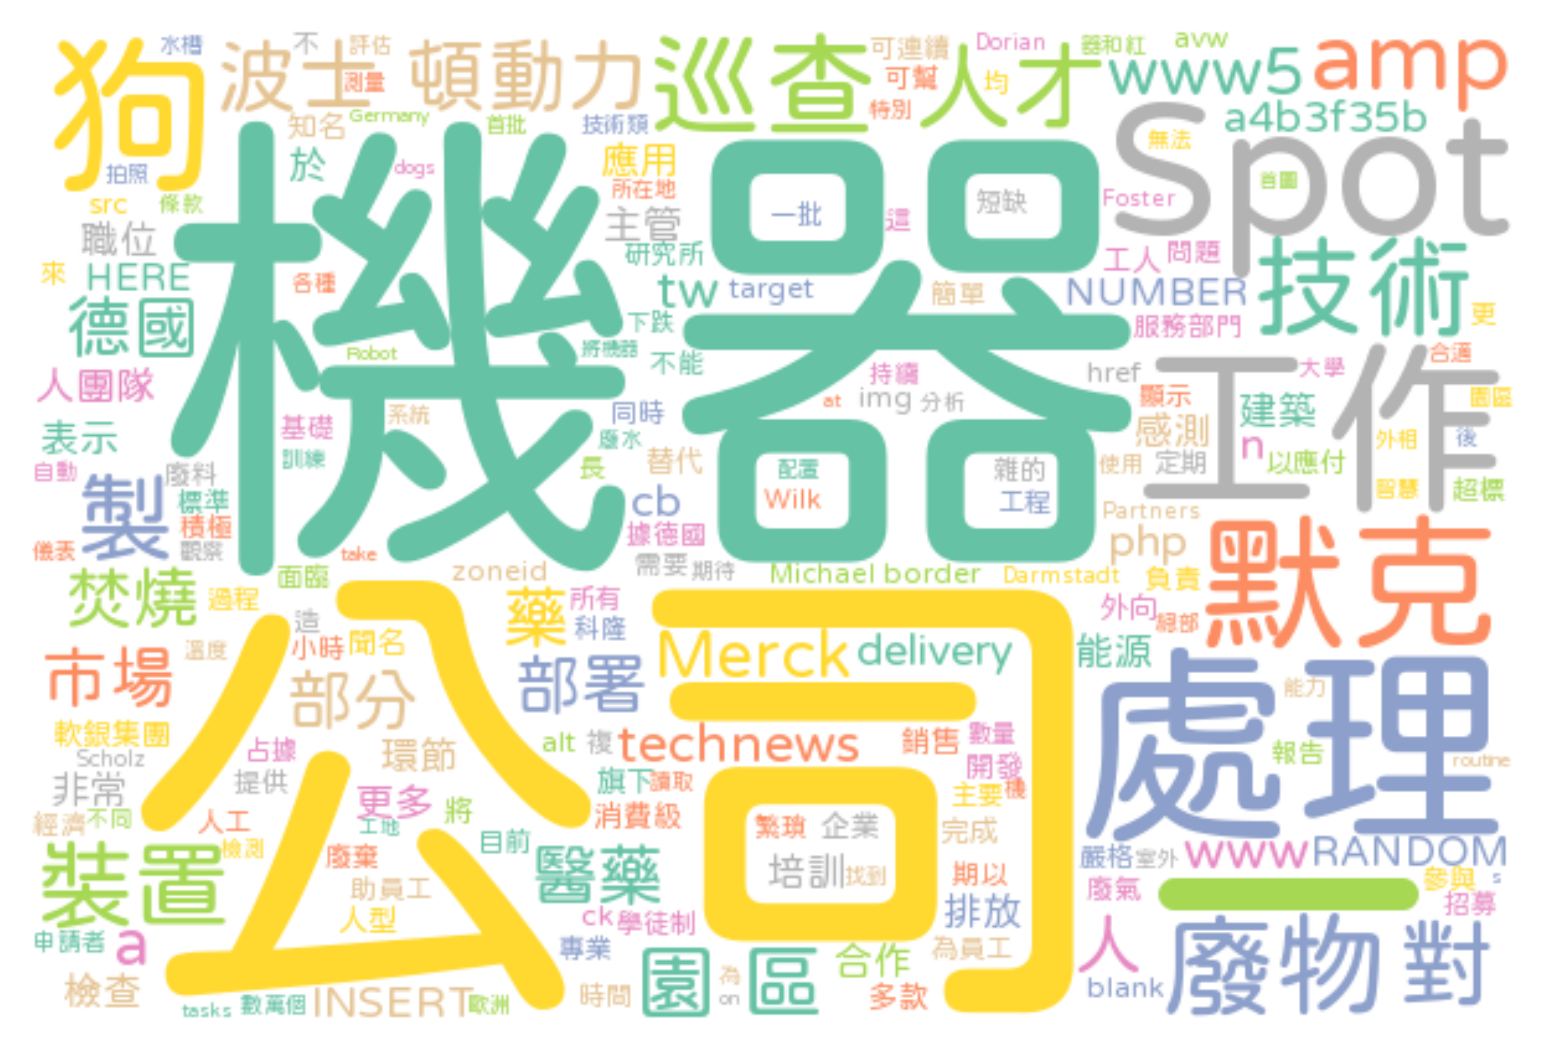 狗
水槽
波士
不
評估
測量
頓動力
巡查
可連續
可幫
特別
人才
Dorian
均
器和紅
avw
www5
amp
知名
Germany
首批
技術類
a4b3f35b
Spot
無法
首圖
拍照
於
dogs
應用
所在地
src
條款
主管
一批
短缺
這
Foster
職位
來
HERE
各種
機器
研究所
tw
target
簡單
工人
問題
NUMBER
服務部門
技術
更
德國
下跌
將機器
Robot
不能
持續
at
img
分析
href
顯示
大學
合適
園區
工作
人團隊
表示
基礎
系統
訓練
同時
廢水
長
替代
感測
使用
定期
建築
n
以應付
外相
後
智慧
超標
自動
廢料
製
標準
積極
觀察
儀表
take
cb
據德國
配置
Wilk
雜的
工程
Partners
php
默克
焚燒
面臨
過程
zoneid
需要
期待
Michael
border
Darmstadt
負責
外向
總部
造
小時
聞名
溫度
藥
所有
科隆
公司
Merck
delivery
能源
市場
部分
部署
處理
能力
軟銀集團
Scholz
占據
環節
alt
複
technews
銷售
數量
報告
routine
非常
提供
更多
將
旗下
讀取
開發
主要
機
經濟
不同
人工
工地
目前
消費級
繁瑣
企業
完成
檢測
裝置
廢棄
助員工
醫藥
培訓
找到
期以
嚴格
室外
www
RANDOM
廢氣
一
參與
s
招募
人型
ck
學徒制
排放
申請者
a
專業
合作
為員工
人
廢物
對
檢查
tasks
數萬個
INSERT
歐洲
時間
園區
為
on
多款
blank